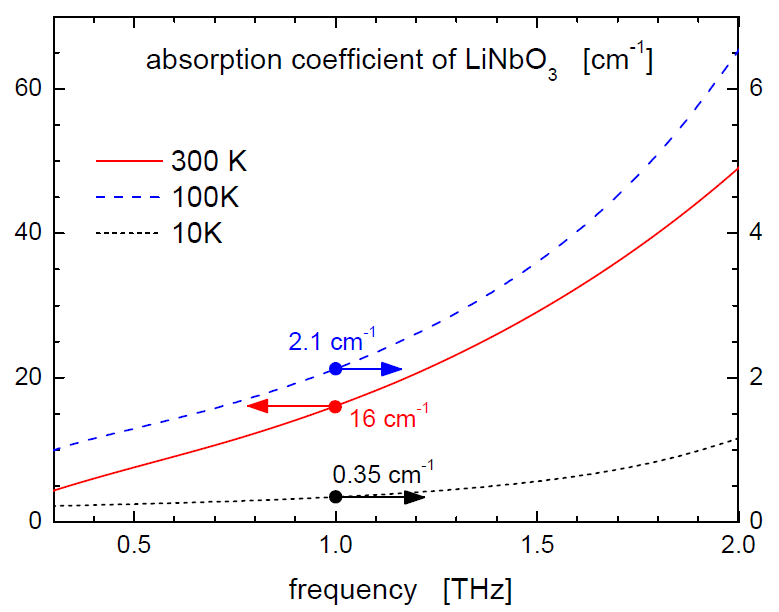 absorption coefficient of LiNbO₃ [cm⁻¹]
60
6
300 K
100K
10K
40
4
2.1 cm⁻¹
20
2
16 cm⁻¹
0.35 cm⁻¹
0
0
0.5
1.0
1.5
2.0
frequency [THz]